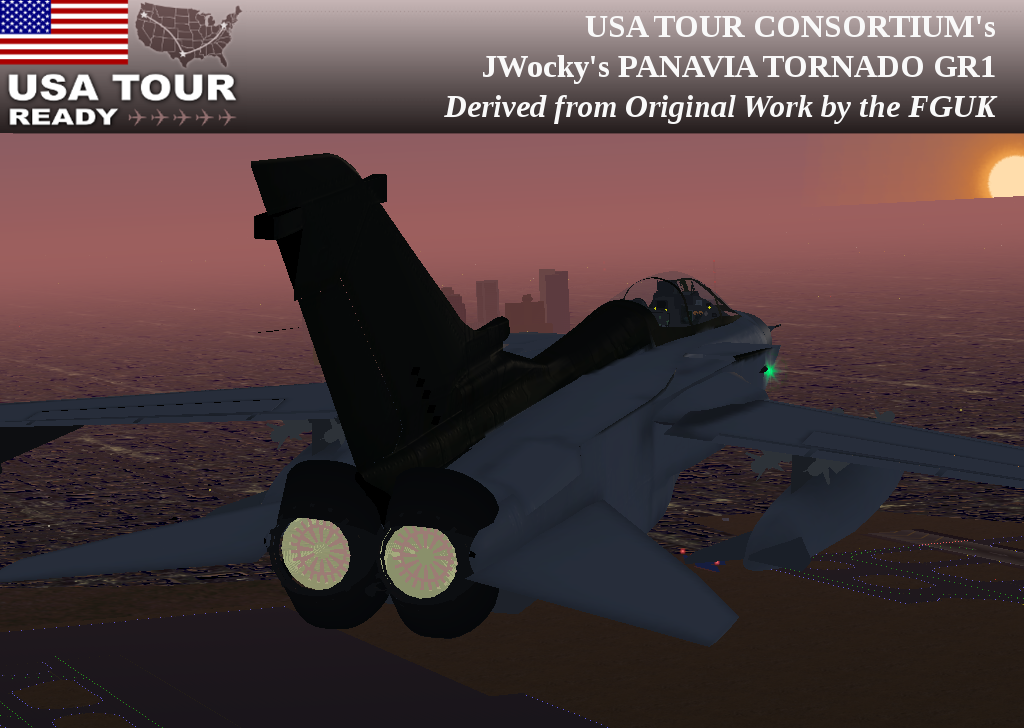 USA TOUR
READY
USA TOUR CONSORTIUM's
JWocky's PANAVIA TORNADO GR1
Derived from Original Work by the FGUK